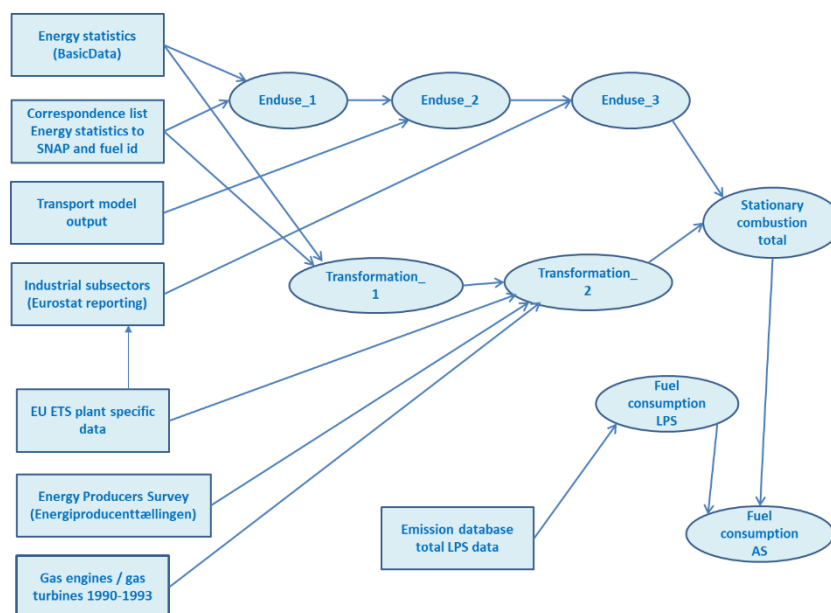 Energy statistics
(BasicData)
Enduse_1
Enduse_2
Enduse_3
Correspondence list
Energy statistics to
SNAP and fuel id
Transport model
output
Stationary
combustion
total
Industrial subsectors
(Eurostat reporting)
Transformation_
1
Transformation_
2
EU ETS plant specific
data
Fuel
consumption
LPS
Energy Producers Survey
(Energiproducenttællingen)
Emission database
total LPS data
Fuel
consumption
AS
Gas engines / gas
turbines 1990-1993